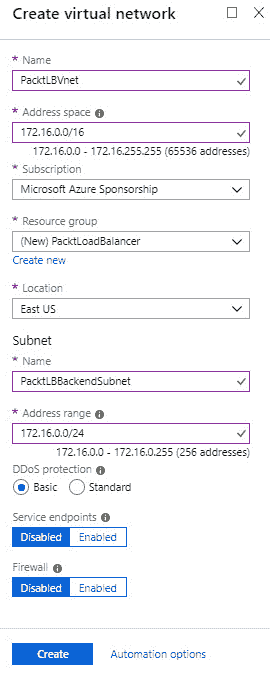 Create virtual network
* Name
PacktLBVnet
* Address space
172.16.0.0/16
172.16.0.0 - 172.16.255.255 (65536 addresses)
* Subscription
Microsoft Azure Sponsorship
* Resource group
(New) PacktLoadBalancer
Create new
* Location
East US
Subnet
* Name
PacktLBBackendSubnet
* Address range
172.16.0.0/24
172.16.0.0 - 172.16.0.255 (256 addresses)
DDoS protection
Basic Standard
Service endpoints
Disabled Enabled
Firewall
Disabled Enabled
Create Automation options